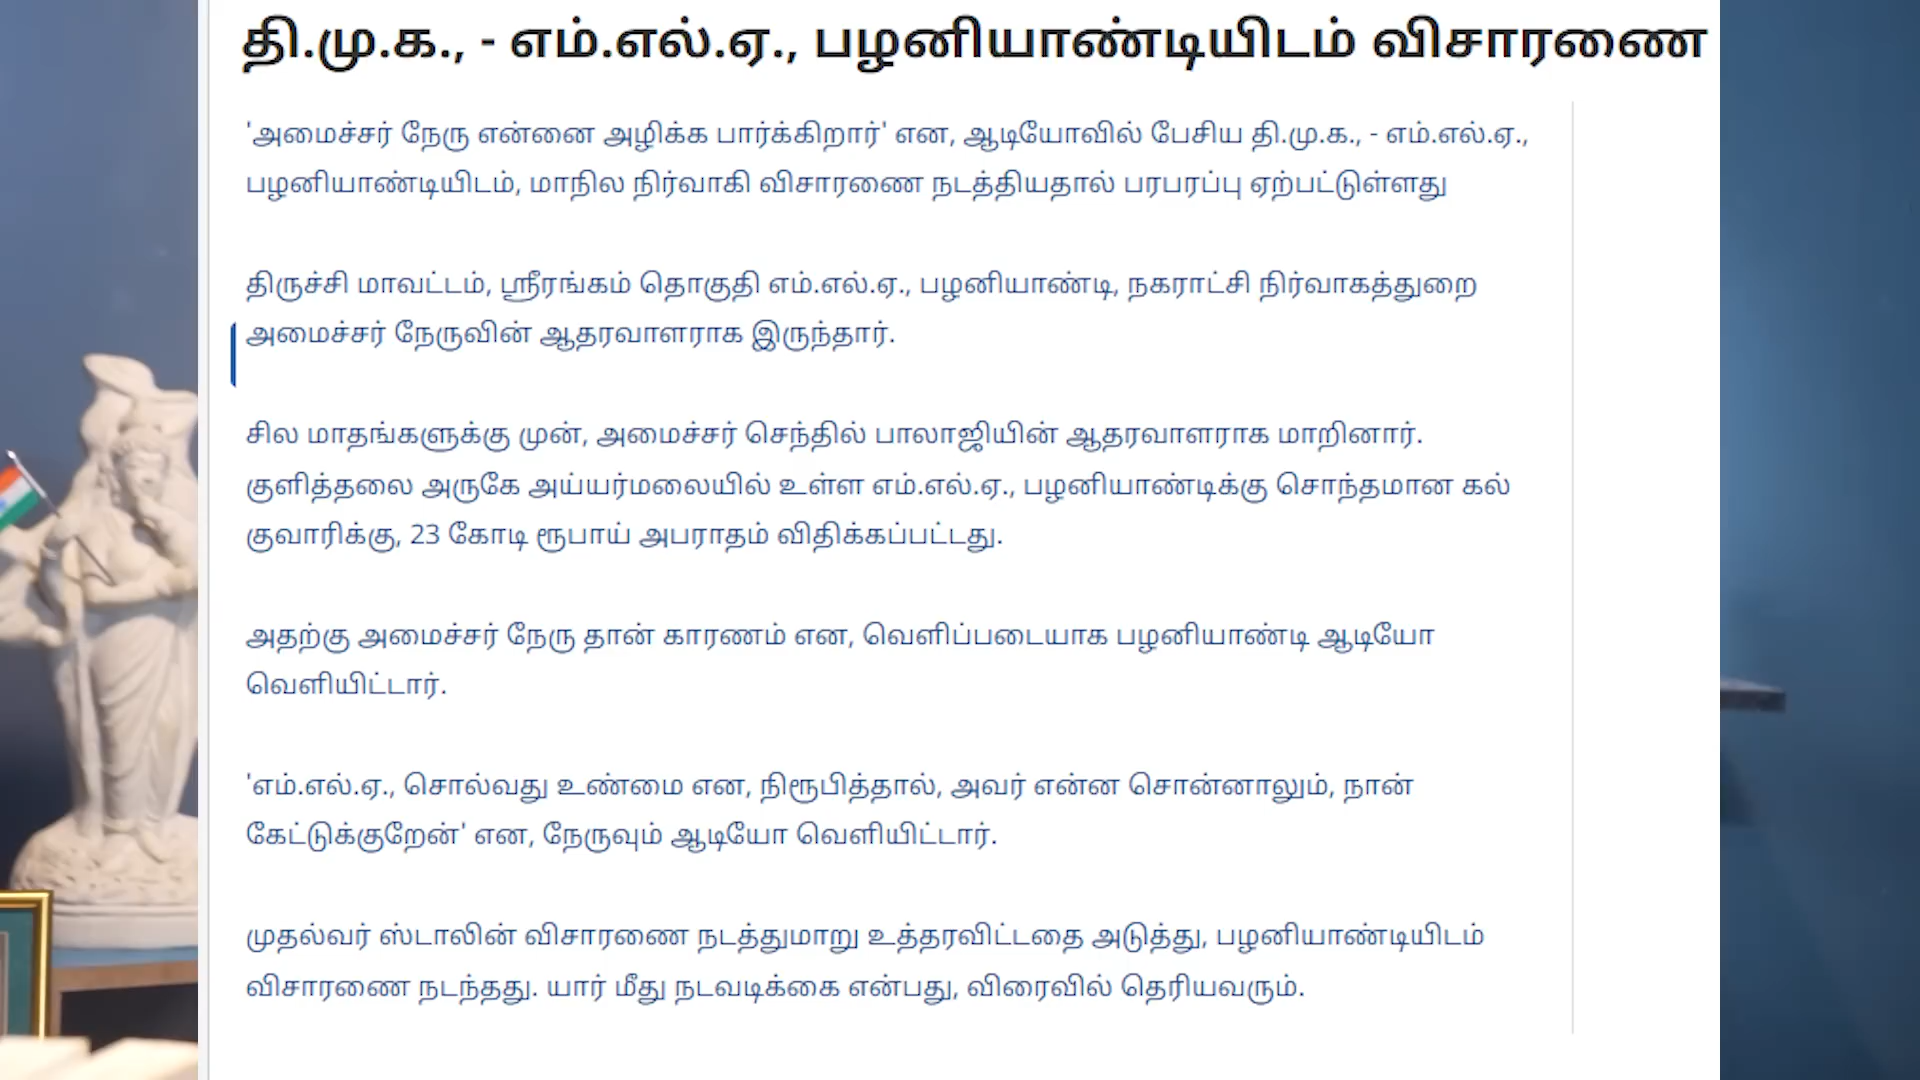 தி.மு.க., - எம்.எல்.ஏ., பழனியாண்டியிடம் விசாரணை
'அமைச்சர் நேரு என்னை அழிக்க பார்க்கிறார்' என, ஆடியோவில் பேசிய தி.மு.க., - எம்.எல்.ஏ.,
பழனியாண்டியிடம், மாநில நிர்வாகி விசாரணை நடத்தியதால் பரபரப்பு ஏற்பட்டுள்ளது
திருச்சி மாவட்டம், ஸ்ரீரங்கம் தொகுதி எம்.எல்.ஏ., பழனியாண்டி, நகராட்சி நிர்வாகத்துறை
அமைச்சர் நேருவின் ஆதரவாளராக இருந்தார்.
சில மாதங்களுக்கு முன், அமைச்சர் செந்தில் பாலாஜியின் ஆதரவாளராக மாறினார்.
குளித்தலை அருகே அய்யர்மலையில் உள்ள எம்.எல்.ஏ., பழனியாண்டிக்கு சொந்தமான கல்
குவாரிக்கு, 23 கோடி ரூபாய் அபராதம் விதிக்கப்பட்டது.
அதற்கு அமைச்சர் நேரு தான் காரணம் என, வெளிப்படையாக பழனியாண்டி ஆடியோ
வெளியிட்டார்.
'எம்.எல்.ஏ., சொல்வது உண்மை என, நிரூபித்தால், அவர் என்ன சொன்னாலும், நான்
கேட்டுக்குறேன்' என, நேருவும் ஆடியோ வெளியிட்டார்.
முதல்வர் ஸ்டாலின் விசாரணை நடத்துமாறு உத்தரவிட்டதை அடுத்து, பழனியாண்டியிடம்
விசாரணை நடந்தது. யார் மீது நடவடிக்கை என்பது, விரைவில் தெரியவரும்.